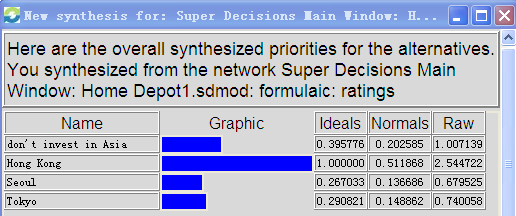 New synthesis for: Super Decisions Main Window: H...
Here are the overall synthesized priorities for the alternatives.
You synthesized from the network Super Decisions Main
Window: Home Depot1.sdmod: formulaic: ratings
Name Graphic Ideals Normals Raw
don't invest in Asia 0.395776 0.202585 1.007139
Hong Kong 1.000000 0.511868 2.544722
Seoul 0.267033 0.136686 0.679525
Tokyo 0.290821 0.148862 0.740058